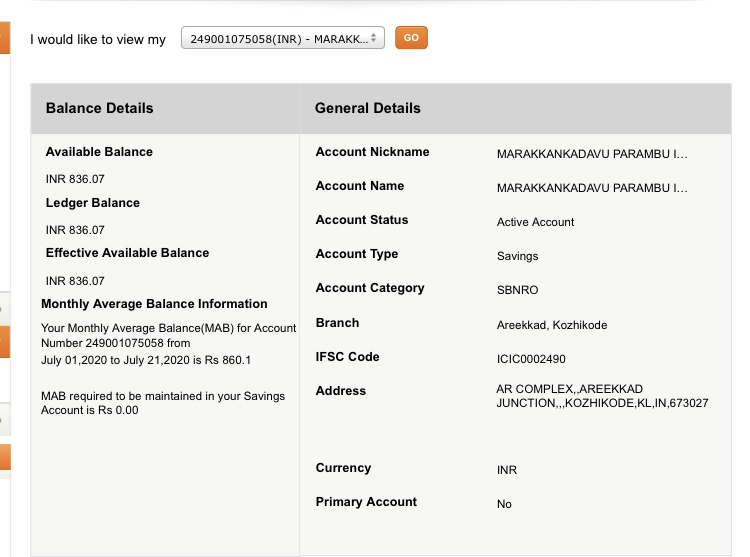 I would like to view my 249001075058(INR) - MARAKK... GO
Balance Details
Available Balance
INR 836.07
Ledger Balance
INR 836.07
Effective Available Balance
INR 836.07
Monthly Average Balance Information
Your Monthly Average Balance(MAB) for Account
Number 249001075058 from
July 01,2020 to July 21,2020 is Rs 860.1
MAB required to be maintained in your Savings
Account is Rs 0.00
General Details
Account Nickname MARAKKANKADAVU PARAMBU I...
Account Name MARAKKANKADAVU PARAMBU I...
Account Status Active Account
Account Type Savings
Account Category SBNRO
Branch Areekkad, Kozhikode
IFSC Code ICIC0002490
Address AR COMPLEX,,AREEKKAD
JUNCTION,,,KOZHIKODE,KL,IN,673027
Currency INR
Primary Account No